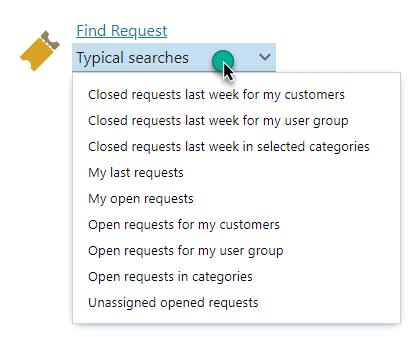 Find Request
Typical searches
Closed requests last week for my customers
Closed requests last week for my user group
Closed requests last week in selected categories
My last requests
My open requests
Open requests for my customers
Open requests for my user group
Open requests in categories
Unassigned opened requests